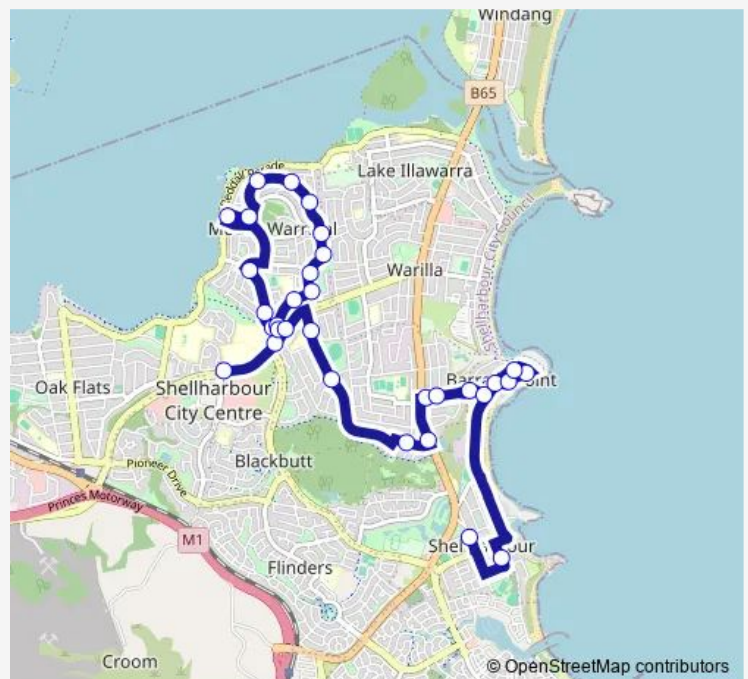 Windang
B65
Lake Illawarra
Shellharbour City Council
Warilla
Oak Flats
Shellharbour
City Centre
Blackbutt
Pioneer Drive
Princes Motorway
M1
Flinders
Croom
© OpenStreetMap contributors